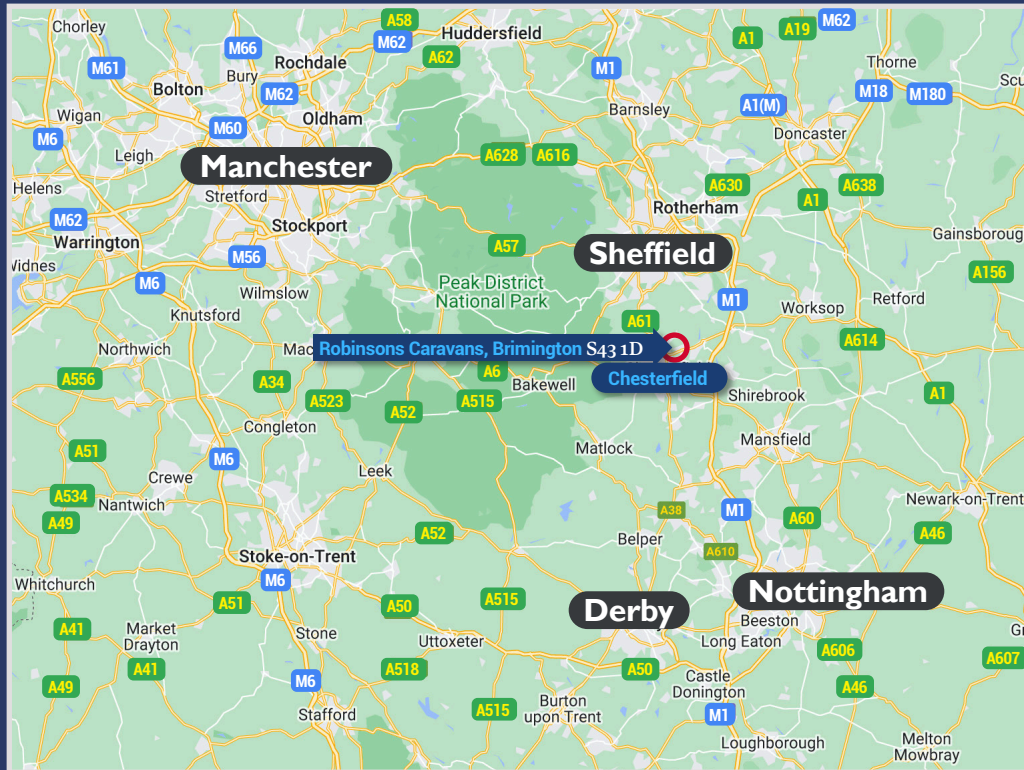 A58
M62
A19
A1
Chorley
Huddersfield
M62
M66
Rochdale
A62
M61
Bury
M1
Thorne
Bolton
M62
M18
M180
Wigan
Oldham
Barnsley
A1(M)
M60
Doncaster
M6
Leigh
A628
A616
Manchester
Helens
Stretford
A630
A1
A638
M62
Stockport
Rotherham
Warrington
A57
Sheffield
Gainsboroug
M56
A156
Widnes
M6
Peak District
National Park
Wilmslow
M1
Retford
Knutsford
Worksop
A61
A614
Northwich
Mac
Robinsons Caravans, Brimington S43 1D
A556
A34
A6
Bakewell
Chesterfield
A523
A52
A515
Shirebrook
A1
Congleton
Mansfield
A51
M6
Matlock
Leek
Crewe
A534
Nantwich
Newark-on-Trent
A49
A38
M1
A60
A52
Belper
A46
Stoke-on-Trent
A610
Whitchurch
M6
A51
A50
A515
Derby
Nottingham
Beeston
A41
Market
Drayton
Stone
Uttoxeter
Long Eaton
A606
A607
A41
A518
A50
A49
M6
Castle
Donington
A46
Stafford
A515
Burton
upon Trent
M1
Loughborough
Melton
Mowbray